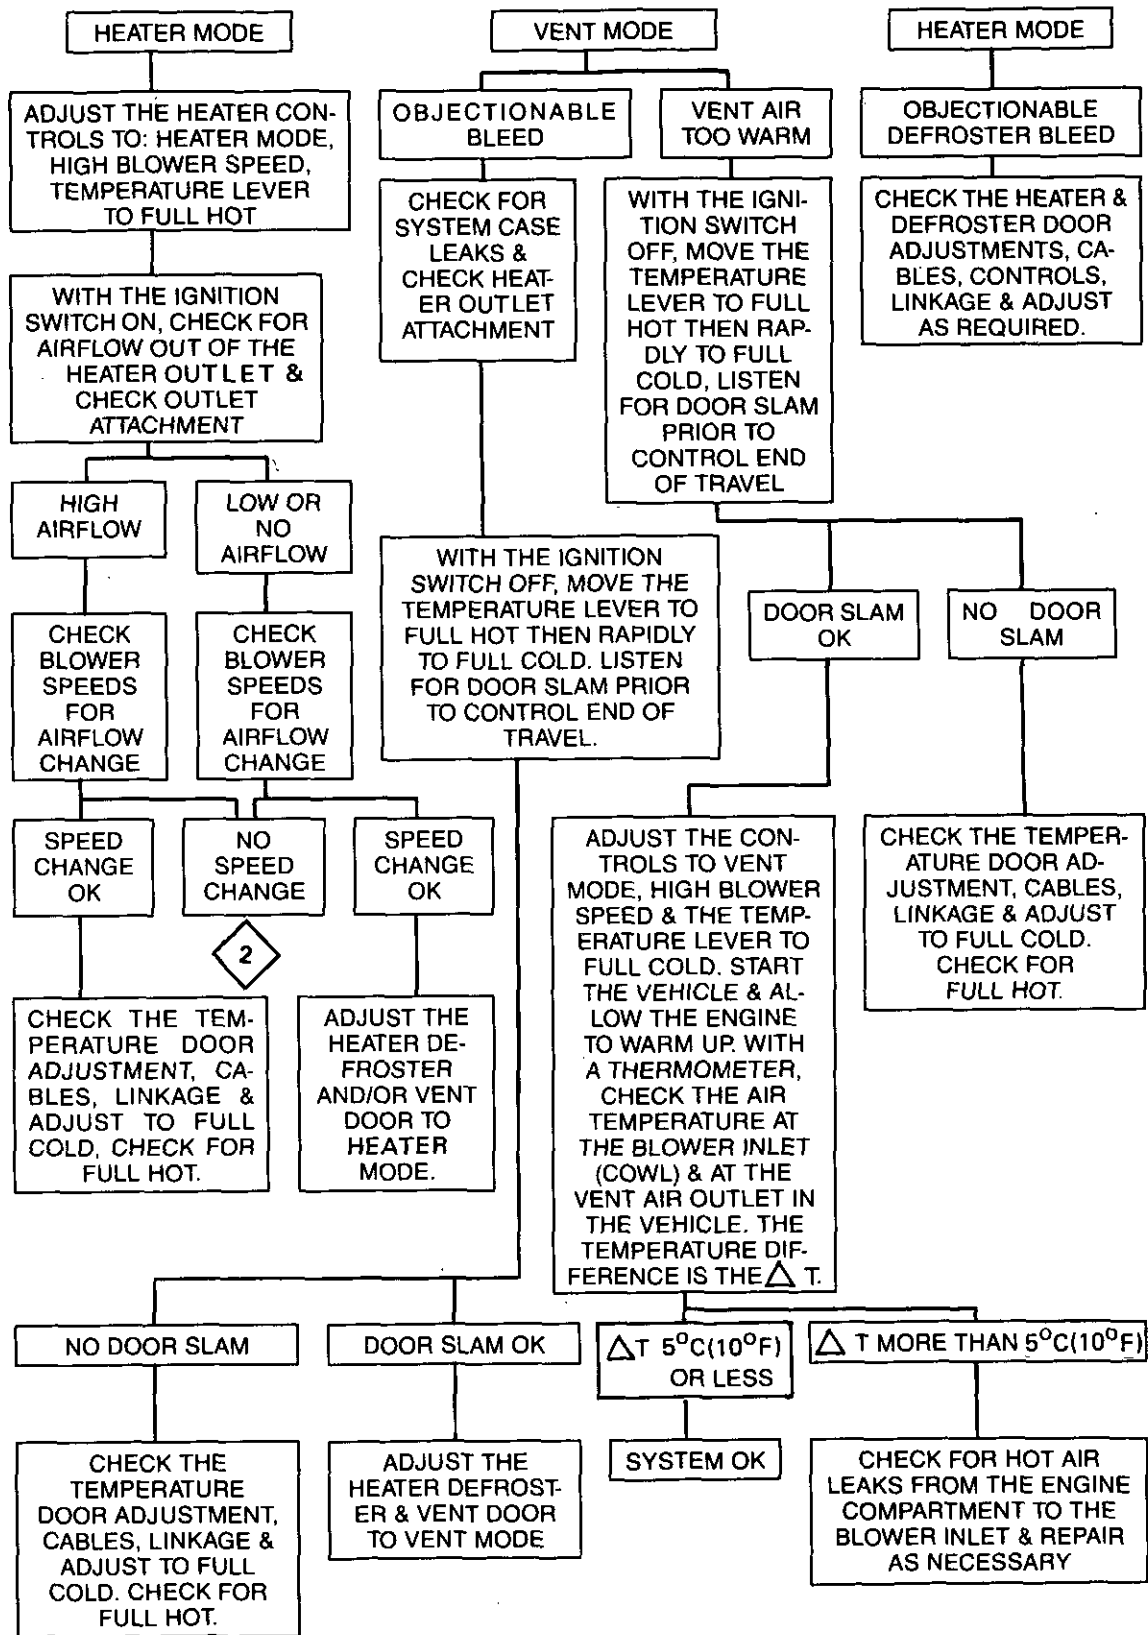 HEATER MODE
ADJUST THE HEATER CON-
TROLS TO: HEATER MODE,
HIGH BLOWER SPEED,
TEMPERATURE LEVER
TO FULL HOT
WITH THE IGNITION
SWITCH ON, CHECK FOR
AIRFLOW OUT OF THE
HEATER OUTLET &
CHECK OUTLET
ATTACHMENT
HIGH
AIRFLOW
LOW OR
NO
AIRFLOW
CHECK
BLOWER
SPEEDS
FOR
AIRFLOW
CHANGE
CHECK
BLOWER
SPEEDS
FOR
AIRFLOW
CHANGE
SPEED
CHANGE
OK
NO
SPEED
CHANGE
SPEED
CHANGE
OK
2
CHECK THE TEM-
PERATURE DOOR
ADJUSTMENT, CA-
BLES, LINKAGE &
ADJUST TO FULL
COLD, CHECK FOR
FULL HOT.
ADJUST THE
HEATER DE-
FROSTER
AND/OR VENT
DOOR TO
HEATER
MODE.
VENT MODE
OBJECTIONABLE
BLEED
VENT AIR
TOO WARM
CHECK FOR
SYSTEM CASE
LEAKS &
CHECK HEAT-
ER OUTLET
ATTACHMENT
WITH THE IGNI-
TION SWITCH
OFF, MOVE THE
TEMPERATURE
LEVER TO FULL
HOT THEN RAP-
DLY TO FULL
COLD, LISTEN
FOR DOOR SLAM
PRIOR TO
CONTROL END
OF TRAVEL
WITH THE IGNITION
SWITCH OFF, MOVE THE
TEMPERATURE LEVER TO
FULL HOT THEN RAPIDLY
TO FULL COLD. LISTEN
FOR DOOR SLAM PRIOR
TO CONTROL END OF
TRAVEL.
DOOR SLAM
OK
NO DOOR
SLAM
ADJUST THE CON-
TROLS TO VENT
MODE, HIGH BLOWER
SPEED & THE TEMP-
ERATURE LEVER TO
FULL COLD. START
THE VEHICLE & AL-
LOW THE ENGINE
TO WARM UP. WITH
A THERMOMETER,
CHECK THE AIR
TEMPERATURE AT
THE BLOWER INLET
(COWL) & AT THE
VENT AIR OUTLET IN
THE VEHICLE. THE
TEMPERATURE DIF-
FERENCE IS THE △ T.
CHECK THE TEMPER-
ATURE DOOR AD-
JUSTMENT, CABLES,
LINKAGE & ADJUST
TO FULL COLD.
CHECK FOR
FULL HOT.
HEATER MODE
OBJECTIONABLE
DEFROSTER BLEED
CHECK THE HEATER &
DEFROSTER DOOR
ADJUSTMENTS, CA-
BLES, CONTROLS,
LINKAGE & ADJUST
AS REQUIRED.
NO DOOR SLAM
DOOR SLAM OK
△T 5°C(10°F)
OR LESS
△ T MORE THAN 5°C(10°F)
CHECK THE
TEMPERATURE
DOOR ADJUSTMENT,
CABLES, LINKAGE &
ADJUST TO FULL
COLD. CHECK FOR
FULL HOT.
ADJUST THE
HEATER DEFROST-
ER & VENT DOOR
TO VENT MODE
SYSTEM OK
CHECK FOR HOT AIR
LEAKS FROM THE ENGINE
COMPARTMENT TO THE
BLOWER INLET & REPAIR
AS NECESSARY